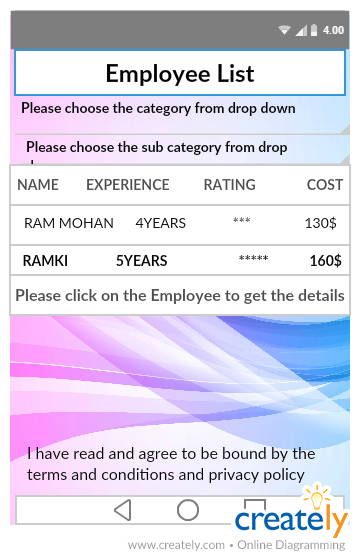 4.00
Employee List
Please choose the category from drop down
Please choose the sub category from drop
NAME EXPERIENCE RATING COST
RAM MOHAN 4YEARS *** 130$
RAMKI 5YEARS ***** 160$
Please click on the Employee to get the details
I have read and agree to be bound by the
terms and conditions and privacy policy
creately
www.creately.com • Online Diagramming